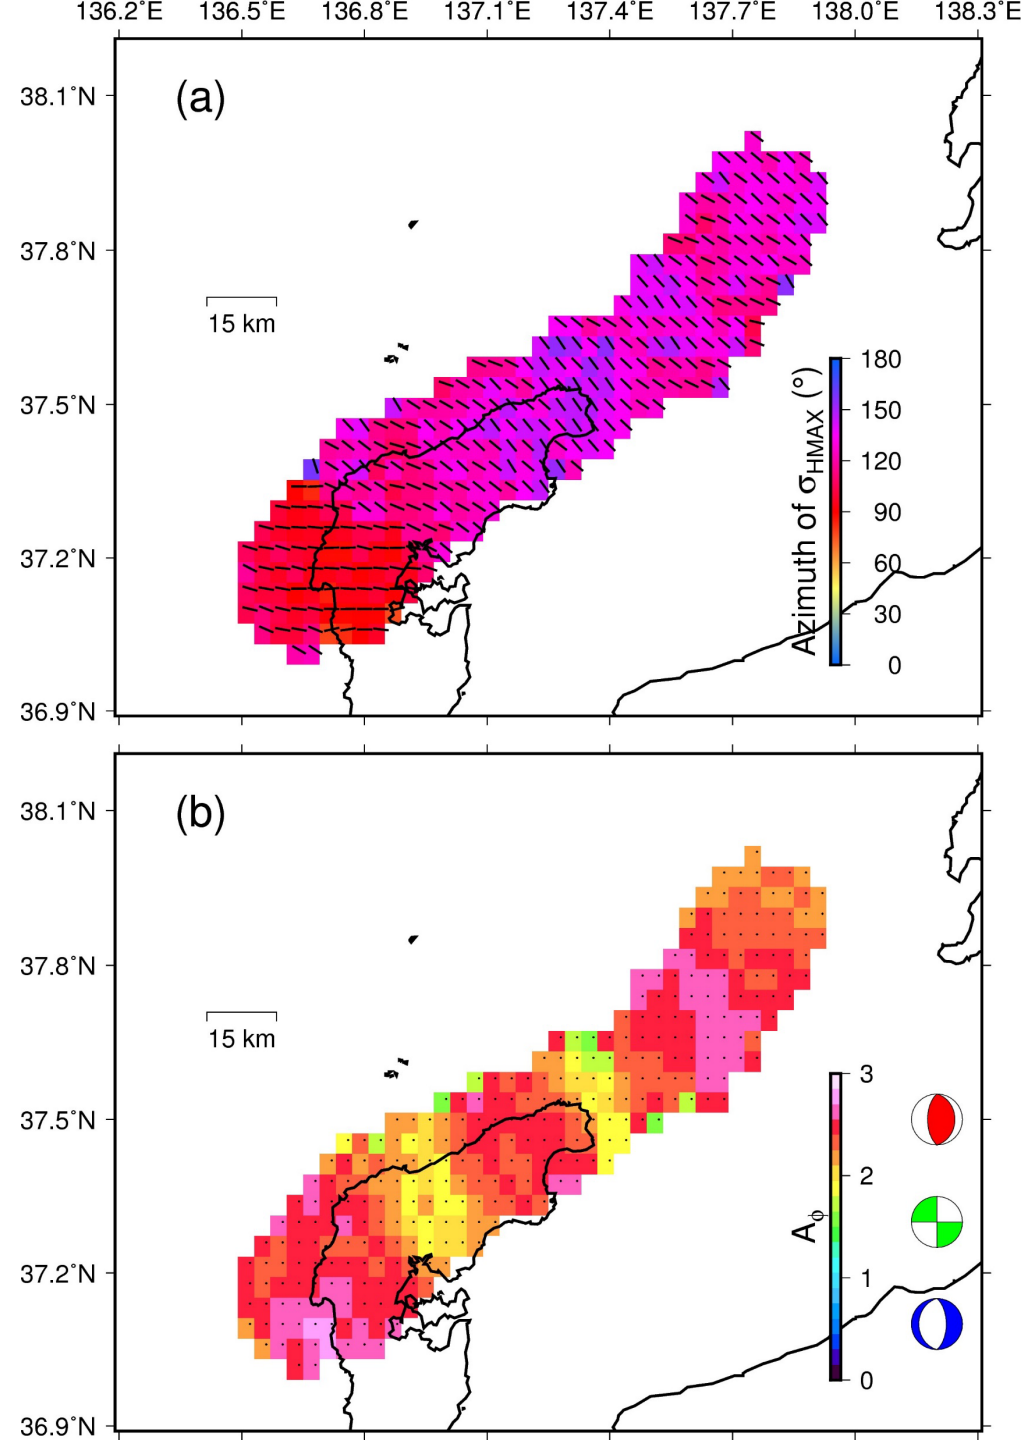 136.2˚E 136.5˚E 136.8˚E 137.1˚E 137.4˚E 137.7˚E 138.0˚E 138.3˚E
(a)
38.1˚N
37.8˚N
37.5˚N
37.2˚N
36.9˚N
15 km
Azimuth of σHMAX (°)
180
150
120
90
60
30
0
(b)
38.1˚N
37.8˚N
37.5˚N
37.2˚N
36.9˚N
15 km
Aϕ
3
2
1
0